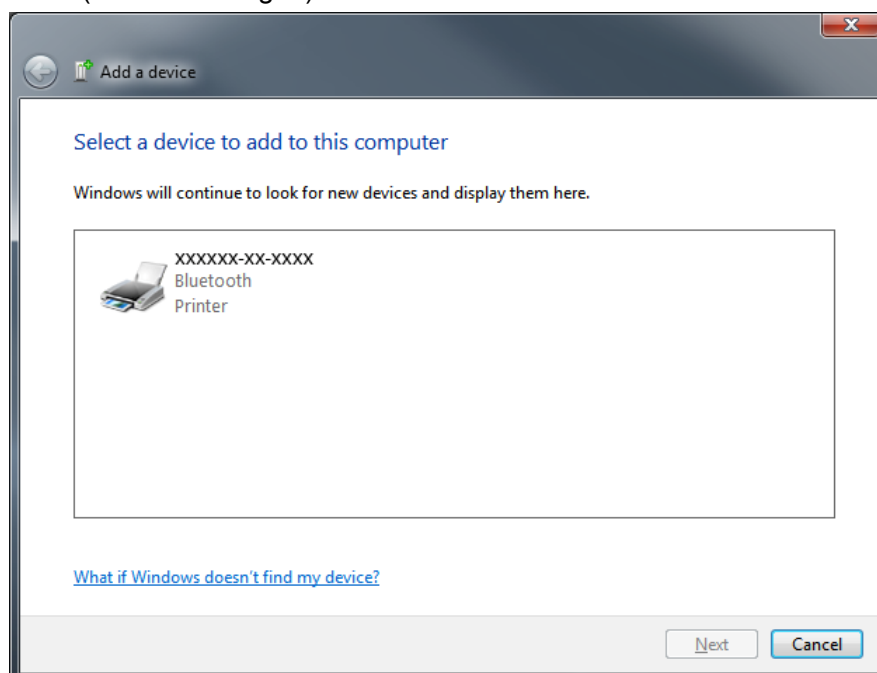 Add a device
Select a device to add to this computer
Windows will continue to look for new devices and display them here.
XXXXXX-XX-XXXX
Bluetooth
Printer
What if Windows doesn't find my device?
Next
Cancel